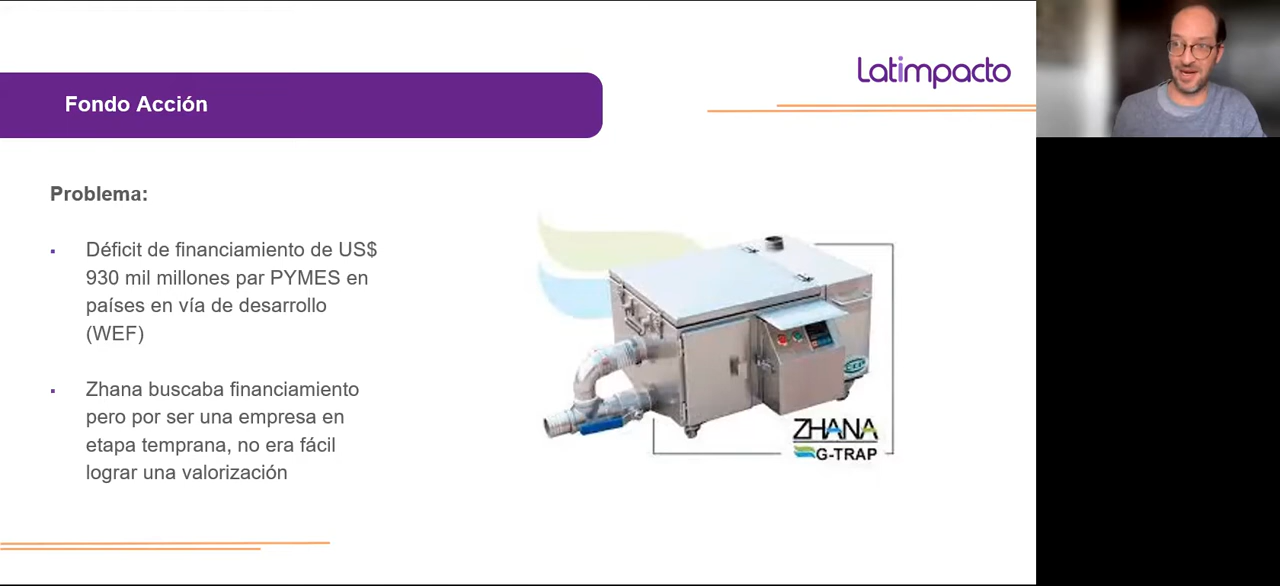 Latimpacto
Fondo Acción
Problema:
▪ Déficit de financiamiento de US$
930 mil millones par PYMES en
países en vía de desarrollo
(WEF)
▪ Zhana buscaba financiamiento
pero por ser una empresa en
etapa temprana, no era fácil
lograr una valorización
ZHANA
G-TRAP